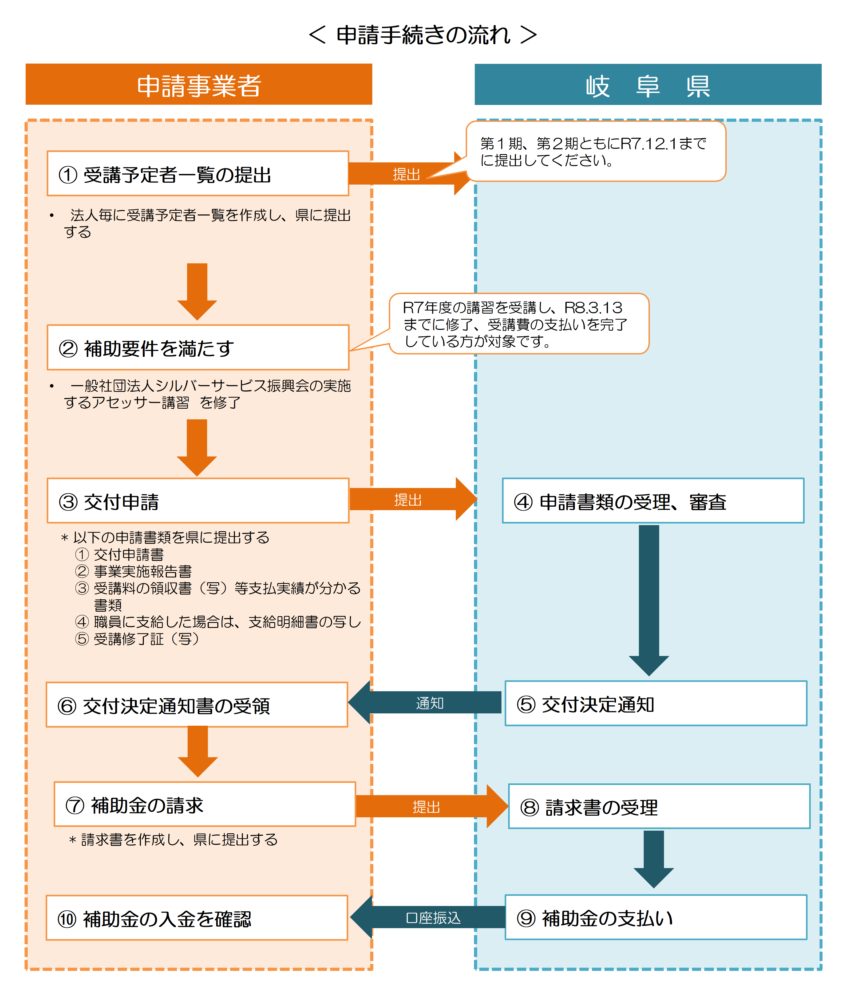 ＜ 申請手続きの流れ ＞
申請事業者
岐　阜　県
① 受講予定者一覧の提出
提出
第１期、第２期ともにR7.12.1まで
に提出してください。
•　法人毎に受講予定者一覧を作成し、県に提出
する
② 補助要件を満たす
R7年度の講習を受講し、R8.3.13
までに修了、受講費の支払いを完了
している方が対象です。
•　一般社団法人シルバーサービス振興会の実施
するアセッサー講習　を修了
③ 交付申請
提出
④ 申請書類の受理、審査
＊ 以下の申請書類を県に提出する
① 交付申請書
② 事業実施報告書
③ 受講料の領収書（写）等支払実績が分かる
書類
④ 職員に支給した場合は、支給明細書の写し
⑤ 受講修了証（写）
⑥ 交付決定通知書の受領
通知
⑤ 交付決定通知
⑦ 補助金の請求
提出
⑧ 請求書の受理
＊ 請求書を作成し、県に提出する
⑩ 補助金の入金を確認
口座振込
⑨ 補助金の支払い